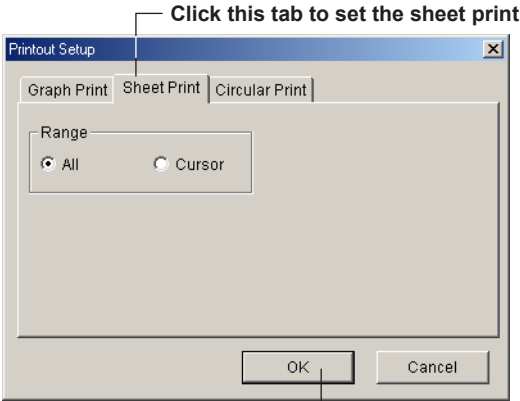 Click this tab to set the sheet print
Printout Setup
Graph Print Sheet Print Circular Print
Range
All Cursor
OK Cancel